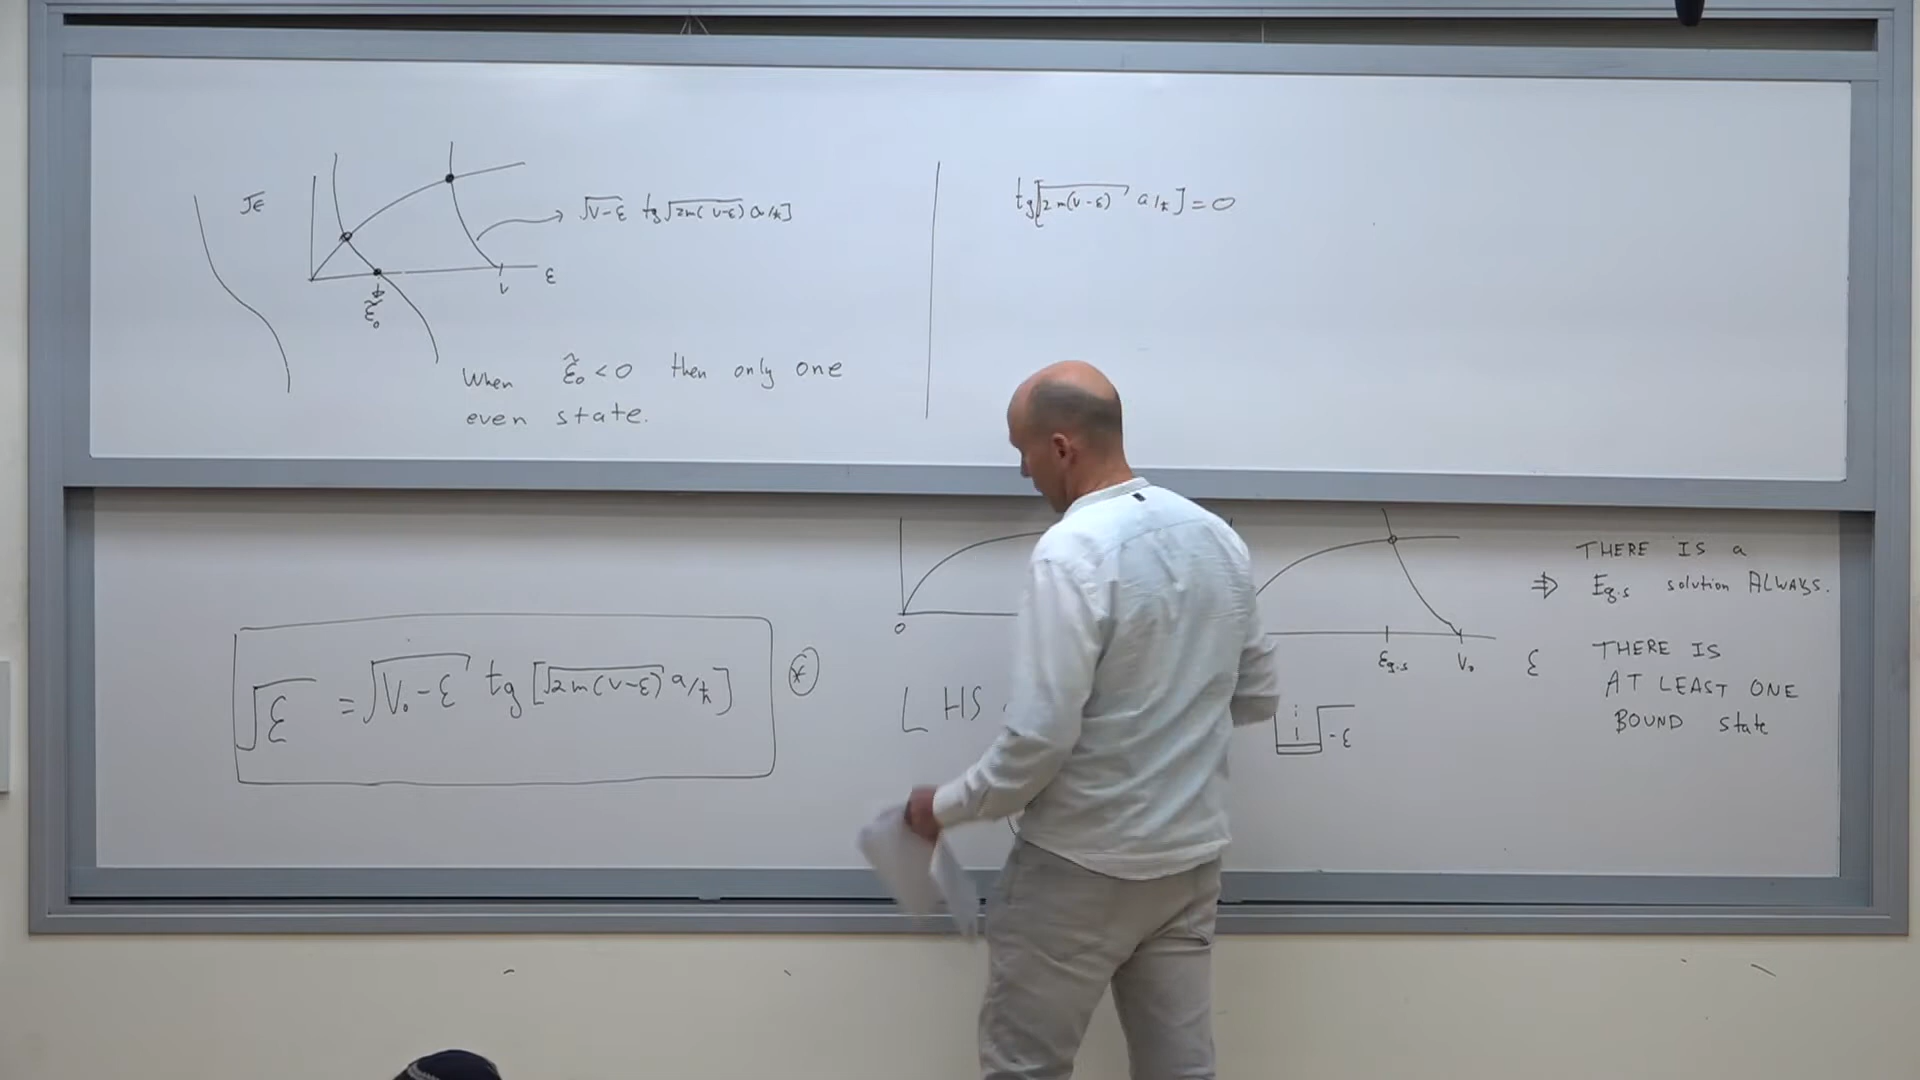 √ε
√V-ε tg√2m(V-ε) a/ħ]
ε
V
ε̃₀
When ε̃₀ < 0 then only one
even state.
tg[√2m(V-ε) a/ħ] = 0
√ε = √V₀-ε tg[√2m(V-ε) a/ħ]
*
0
LHS
Eg.s
V₀
ε
-ε
THERE IS a
⇒ Eg.s solution ALWAYS.
THERE IS
AT LEAST ONE
BOUND state